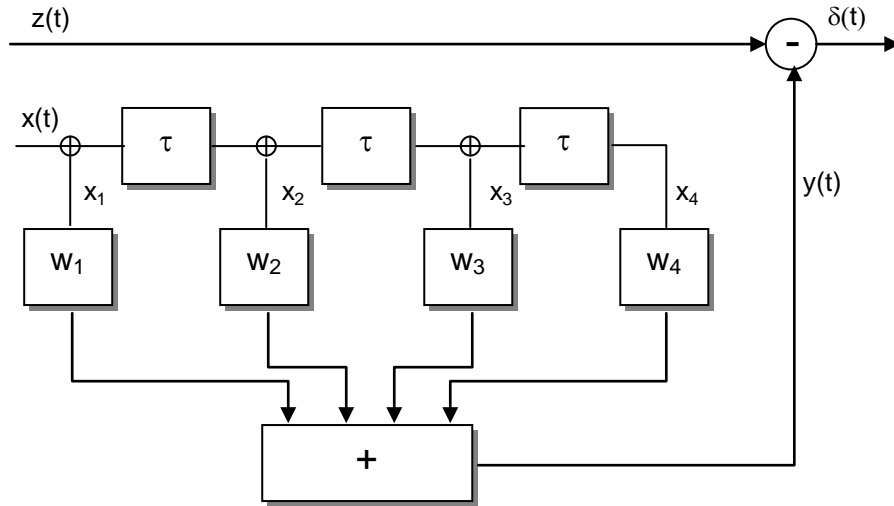 z(t)
δ(t)
-
x(t)
τ
τ
τ
x₁
x₂
x₃
x₄
y(t)
w₁
w₂
w₃
w₄
+